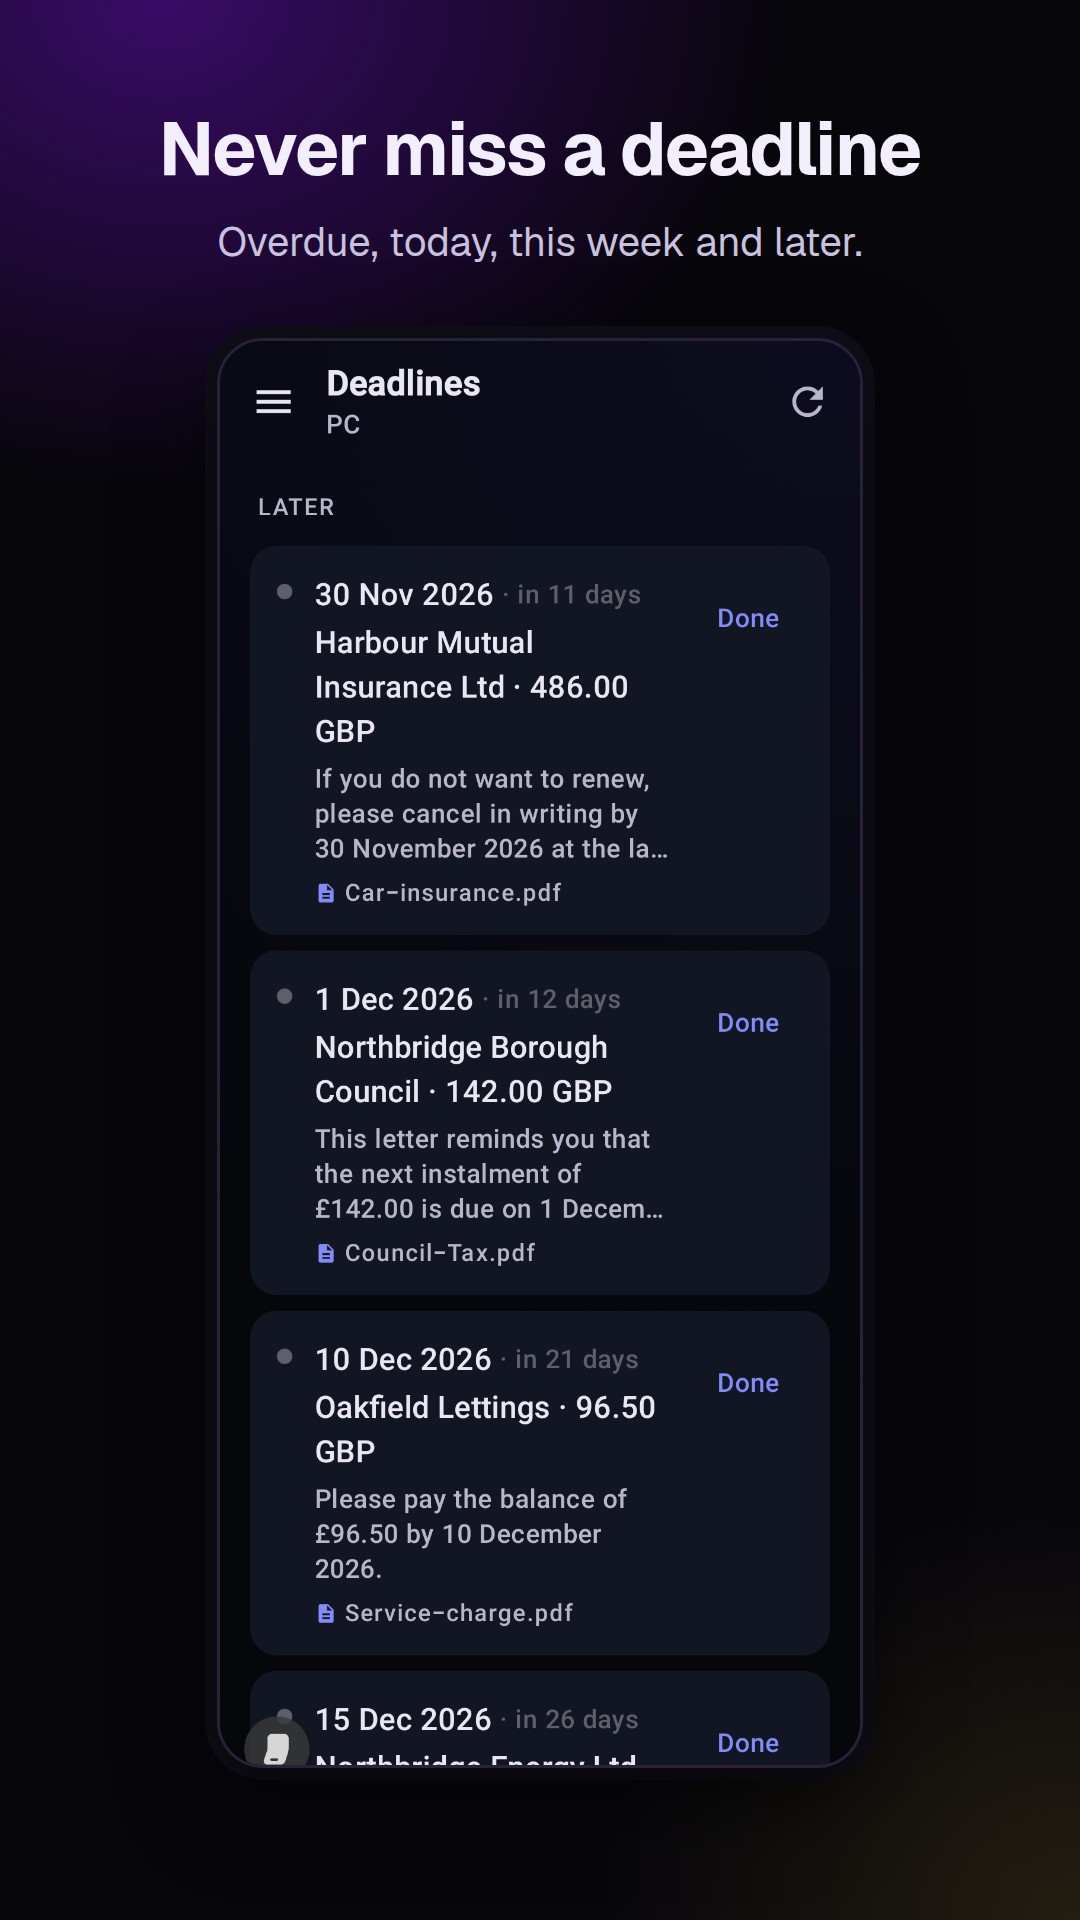 Never miss a deadline
Overdue, today, this week and later.
Deadlines
PC
LATER
30 Nov 2026 · in 11 days
Done
Harbour Mutual
Insurance Ltd · 486.00
GBP
If you do not want to renew,
please cancel in writing by
30 November 2026 at the la…
Car-insurance.pdf
1 Dec 2026 · in 12 days
Done
Northbridge Borough
Council · 142.00 GBP
This letter reminds you that
the next instalment of
£142.00 is due on 1 Decem…
Council-Tax.pdf
10 Dec 2026 · in 21 days
Done
Oakfield Lettings · 96.50
GBP
Please pay the balance of
£96.50 by 10 December
2026.
Service-charge.pdf
15 Dec 2026 · in 26 days
Done
Northbridge Energy Ltd